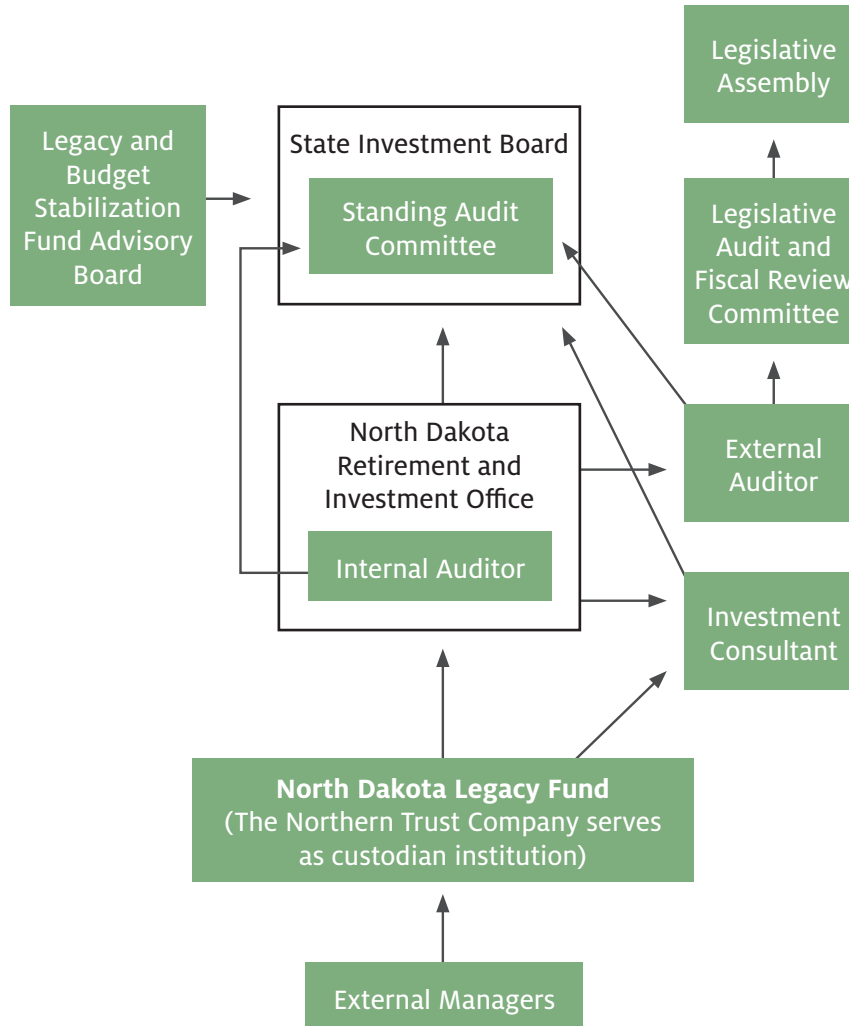 Legislative
Assembly
Legacy and
Budget
Stabilization
Fund Advisory
Board
State Investment Board
Standing Audit
Committee
Legislative
Audit and
Fiscal Review
Committee
North Dakota
Retirement and
Investment Office
Internal Auditor
External
Auditor
Investment
Consultant
North Dakota Legacy Fund
(The Northern Trust Company serves
as custodian institution)
External Managers